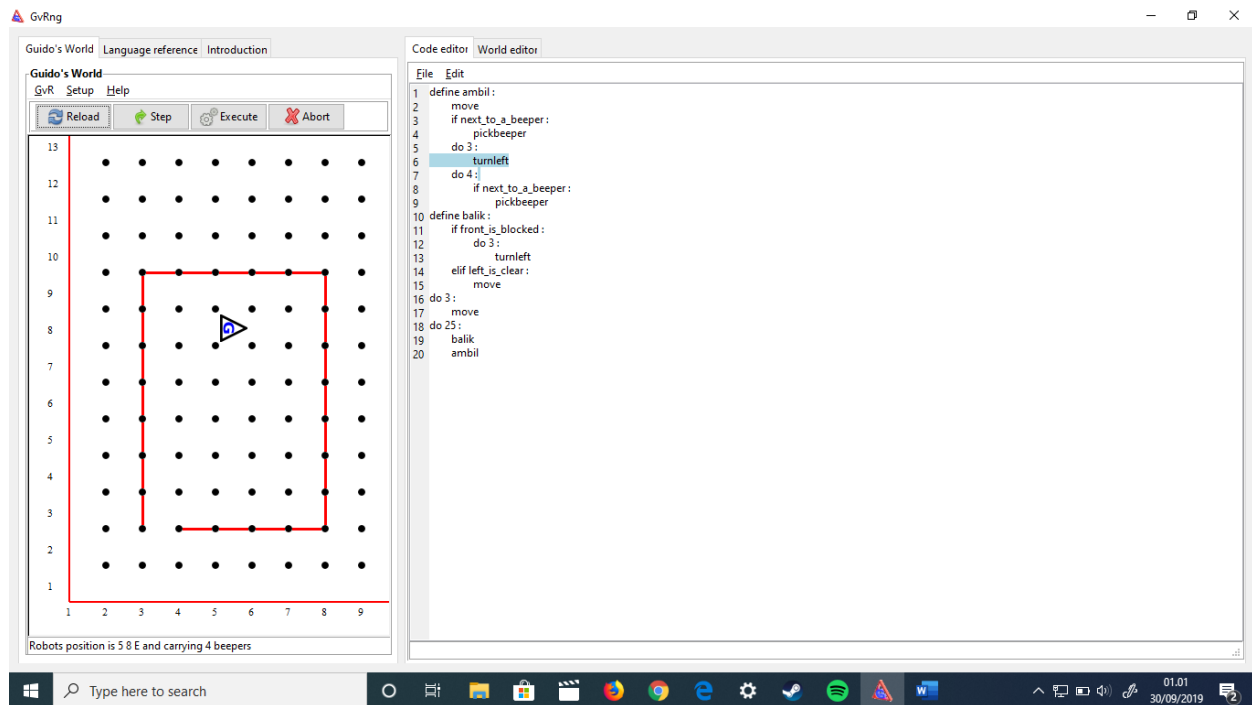 GvRng
Guido's World Language reference Introduction
Guido's World
GvR Setup Help
Reload Step Execute Abort
13
12
11
10
9
8
7
6
5
4
3
2
1
G
1 2 3 4 5 6 7 8 9
Robots position is 5 8 E and carrying 4 beepers
Code editor World editor
File Edit
1 define ambil :
2 move
3 if next_to_a_beeper :
4 pickbeeper
5 do 3 :
6 turnleft
7 do 4 :
8 if next_to_a_beeper :
9 pickbeeper
10 define balik :
11 if front_is_blocked :
12 do 3 :
13 turnleft
14 elif left_is_clear :
15 move
16 do 3 :
17 move
18 do 25 :
19 balik
20 ambil
Type here to search
01.01
30/09/2019
2